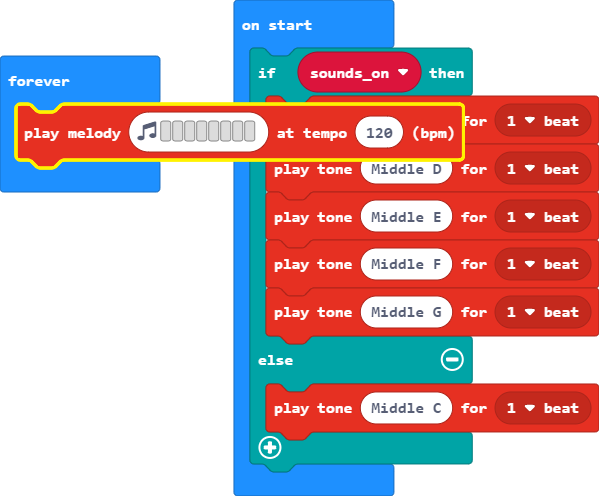 forever
play melody at tempo 120 (bpm)
on start
if sounds_on then
for 1 beat
play tone Middle D for 1 beat
play tone Middle E for 1 beat
play tone Middle F for 1 beat
play tone Middle G for 1 beat
else
play tone Middle C for 1 beat